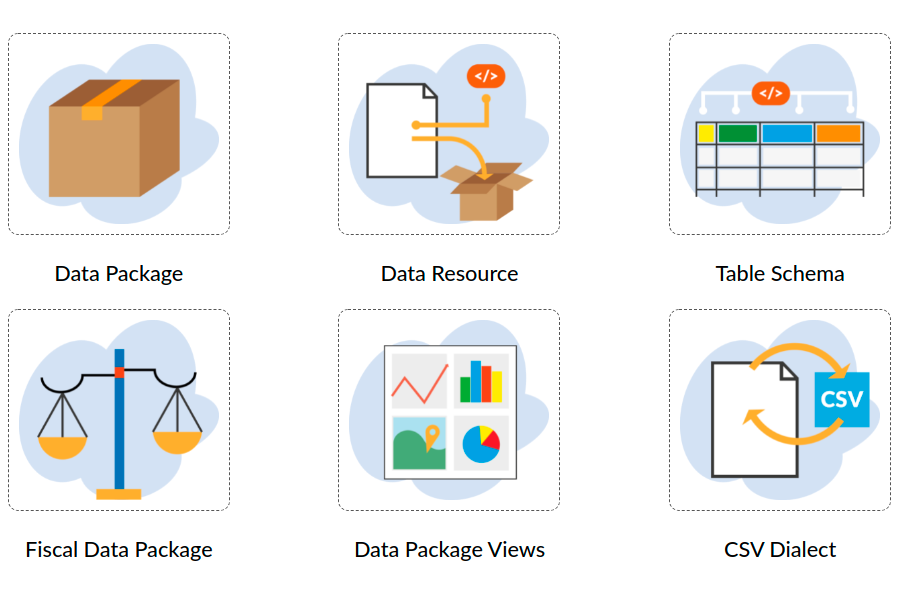 </>
</>
Data Package
Data Resource
Table Schema
CSV
Fiscal Data Package
Data Package Views
CSV Dialect